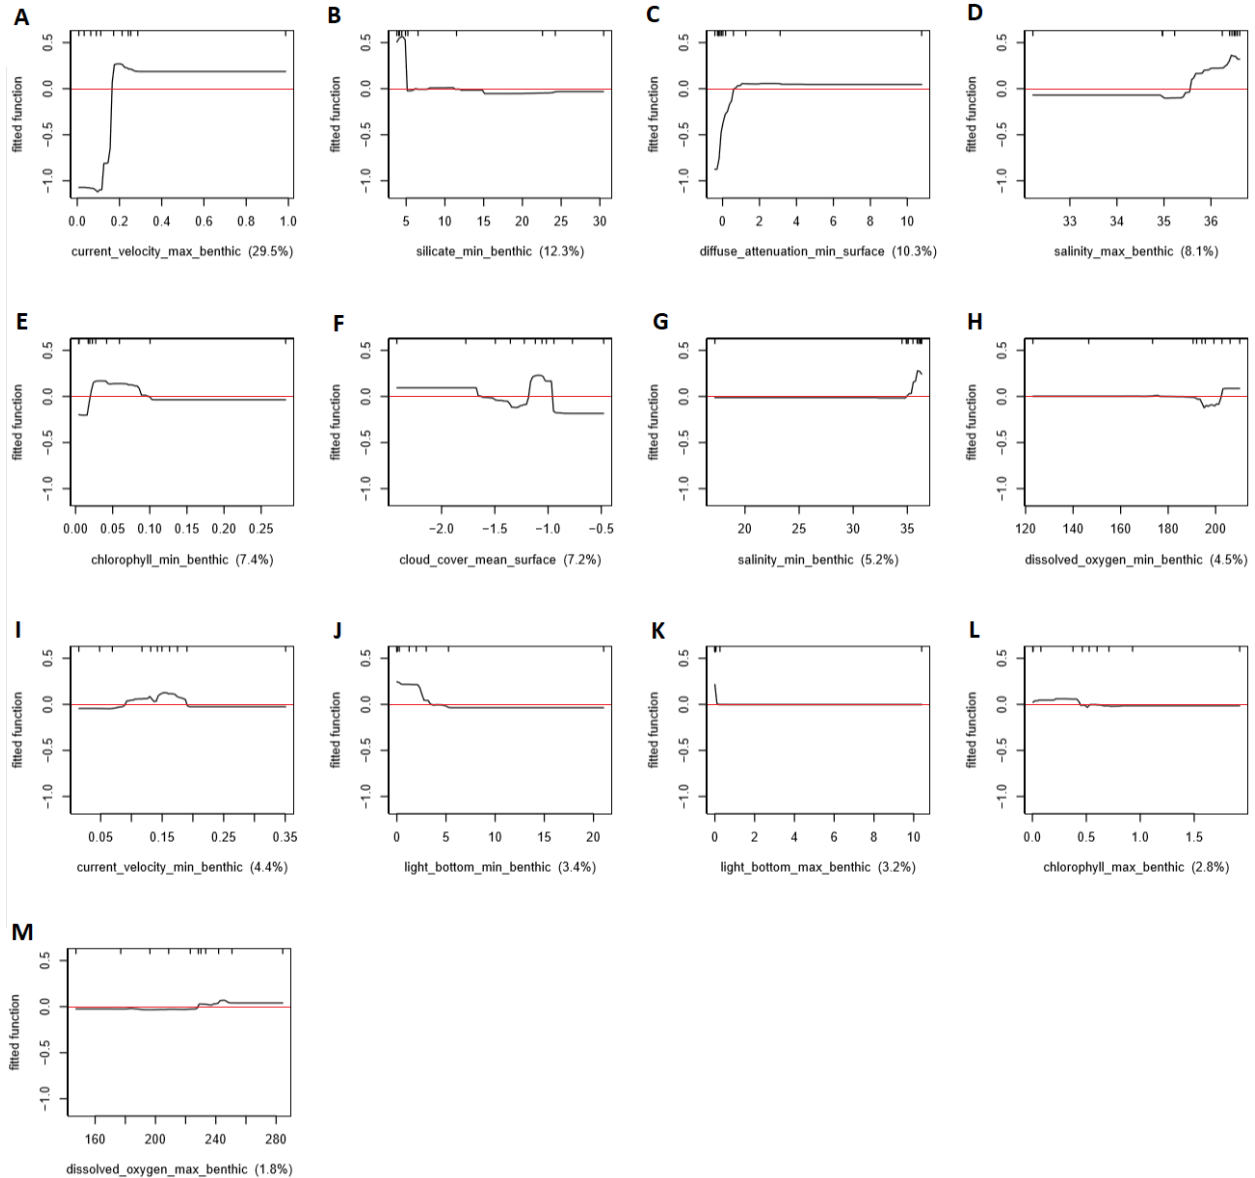 A B C D
fitted function
0.5 0.0 −0.5 −1.0
0.0 0.2 0.4 0.6 0.8 1.0
current_velocity_max_benthic (29.5%)
fitted function
0.5 0.0 −0.5 −1.0
5 10 15 20 25 30
silicate_min_benthic (12.3%)
fitted function
0.5 0.0 −0.5 −1.0
0 2 4 6 8 10
diffuse_attenuation_min_surface (10.3%)
fitted function
0.5 0.0 −0.5 −1.0
33 34 35 36
salinity_max_benthic (8.1%)
E F G H
fitted function
0.5 0.0 −0.5 −1.0
0.00 0.05 0.10 0.15 0.20 0.25
chlorophyll_min_benthic (7.4%)
fitted function
0.5 0.0 −0.5 −1.0
−2.0 −1.5 −1.0 −0.5
cloud_cover_mean_surface (7.2%)
fitted function
0.5 0.0 −0.5 −1.0
20 25 30 35
salinity_min_benthic (5.2%)
fitted function
0.5 0.0 −0.5 −1.0
120 140 160 180 200
dissolved_oxygen_min_benthic (4.5%)
I J K L
fitted function
0.5 0.0 −0.5 −1.0
0.05 0.15 0.25 0.35
current_velocity_min_benthic (4.4%)
fitted function
0.5 0.0 −0.5 −1.0
0 5 10 15 20
light_bottom_min_benthic (3.4%)
fitted function
0.5 0.0 −0.5 −1.0
0 2 4 6 8 10
light_bottom_max_benthic (3.2%)
fitted function
0.5 0.0 −0.5 −1.0
0.0 0.5 1.0 1.5
chlorophyll_max_benthic (2.8%)
M
fitted function
0.5 0.0 −0.5 −1.0
160 200 240 280
dissolved_oxygen_max_benthic (1.8%)